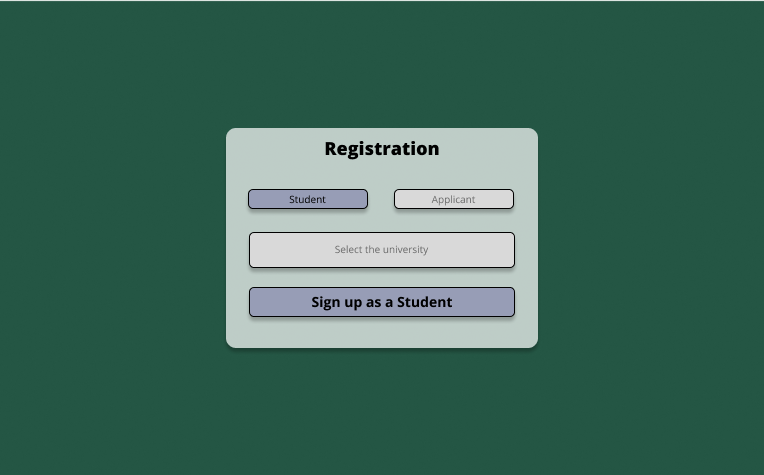 Registration
Student
Applicant
Select the university
Sign up as a Student